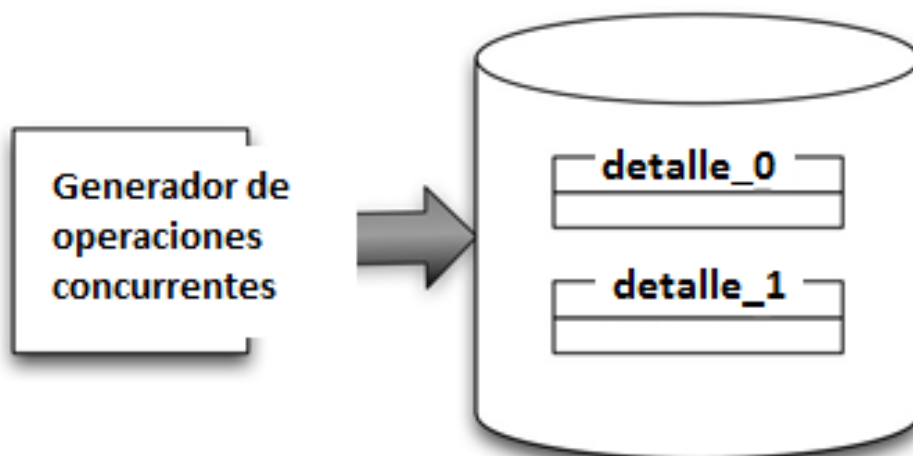 Generador de
operaciones
concurrentes
detalle_0
detalle_1